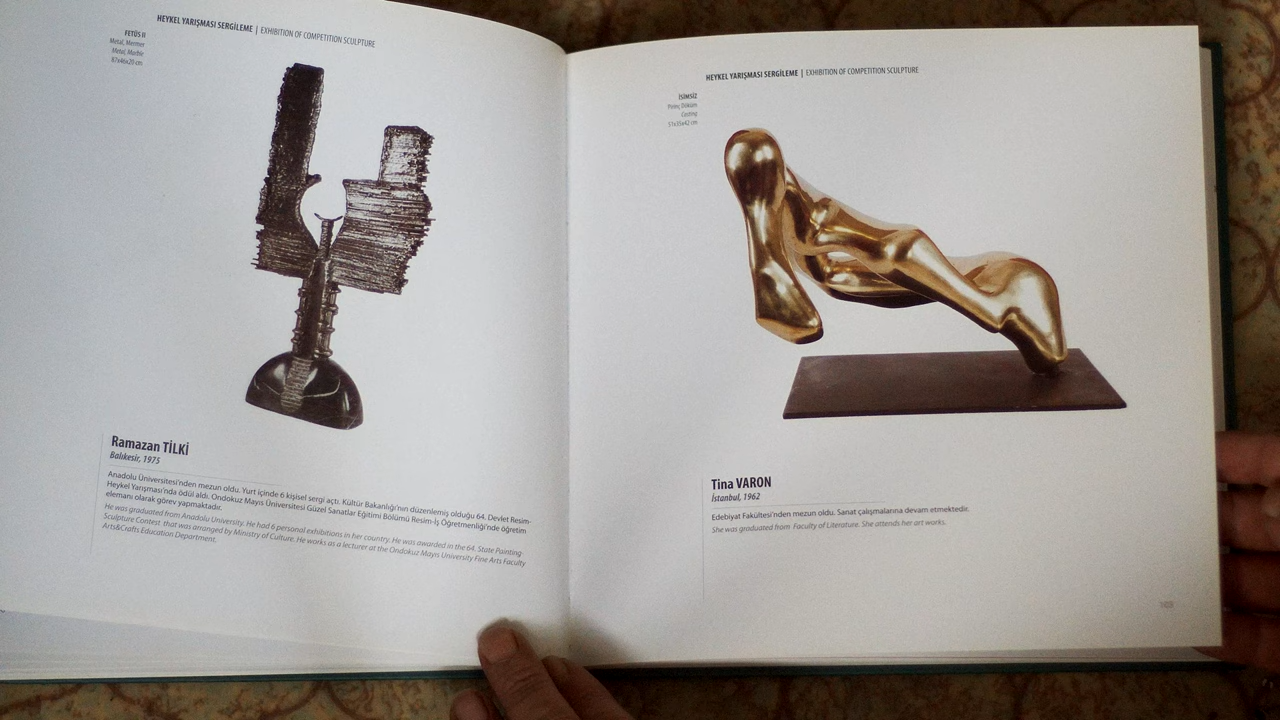 HEYKEL YARIŞMASI SERGİLEME | EXHIBITION OF COMPETITION SCULPTURE
FETÜS II
Metal, Mermer
Metal, Marble
87x46x20 cm
Ramazan TİLKİ
Balıkesir, 1975
Anadolu Üniversitesi'nden mezun oldu. Yurt içinde 6 kişisel sergi açtı. Kültür Bakanlığı'nın düzenlemiş olduğu 64. Devlet Resim-
Heykel Yarışması'nda ödül aldı. Ondokuz Mayıs Üniversitesi Güzel Sanatlar Eğitimi Bölümü Resim-İş Öğretmenliği'nde öğretim
elemanı olarak görev yapmaktadır.
He was graduated from Anadolu University. He had 6 personal exhibitions in her country. He was awarded in the 64. State Painting
Sculpture Contest that was arranged by Ministry of Culture. He works as a lecturer at the Ondokuz Mayıs University Fine Arts Faculty
Arts&Crafts Education Department.
HEYKEL YARIŞMASI SERGİLEME | EXHIBITION OF COMPETITION SCULPTURE
İSİMSİZ
Pirinç Döküm
Casting
51x35x42 cm
Tina VARON
İstanbul, 1962
Edebiyat Fakültesi'nden mezun oldu. Sanat çalışmalarına devam etmektedir.
She was graduated from Faculty of Literature. She attends her art works.